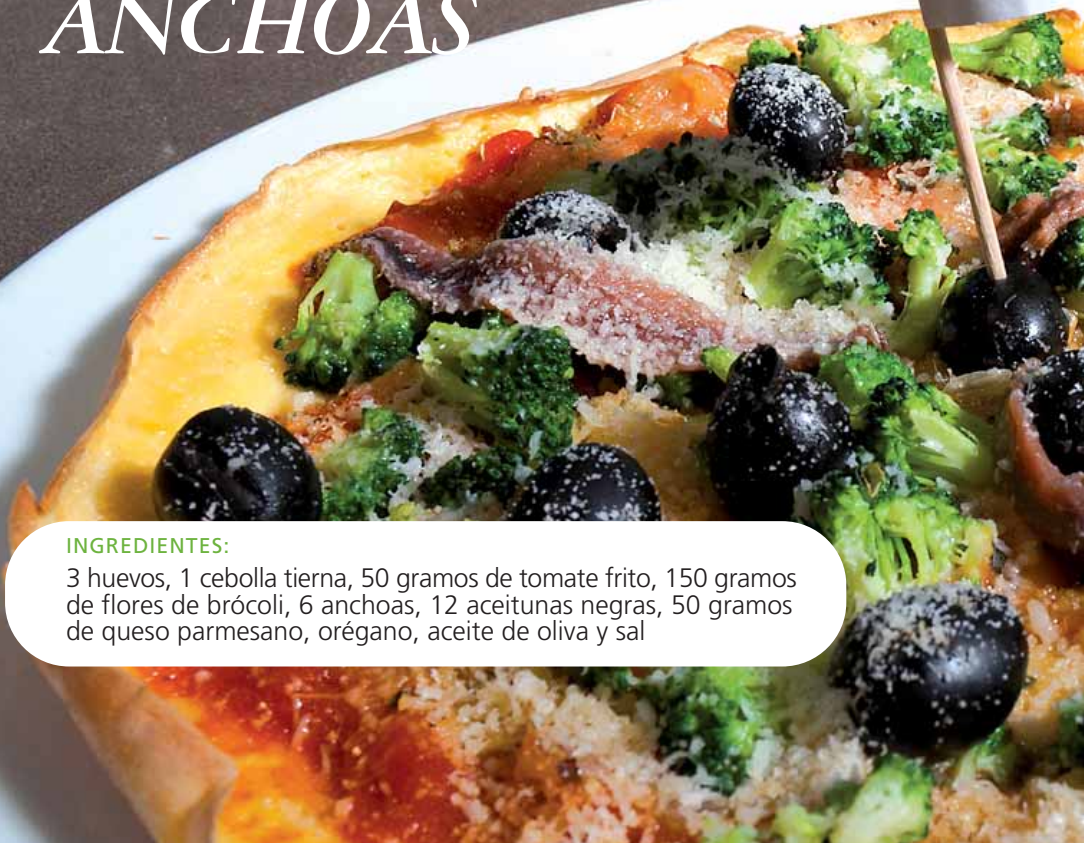 ANCHOAS
INGREDIENTES:
3 huevos, 1 cebolla tierna, 50 gramos de tomate frito, 150 gramos
de flores de brócoli, 6 anchoas, 12 aceitunas negras, 50 gramos
de queso parmesano, orégano, aceite de oliva y sal